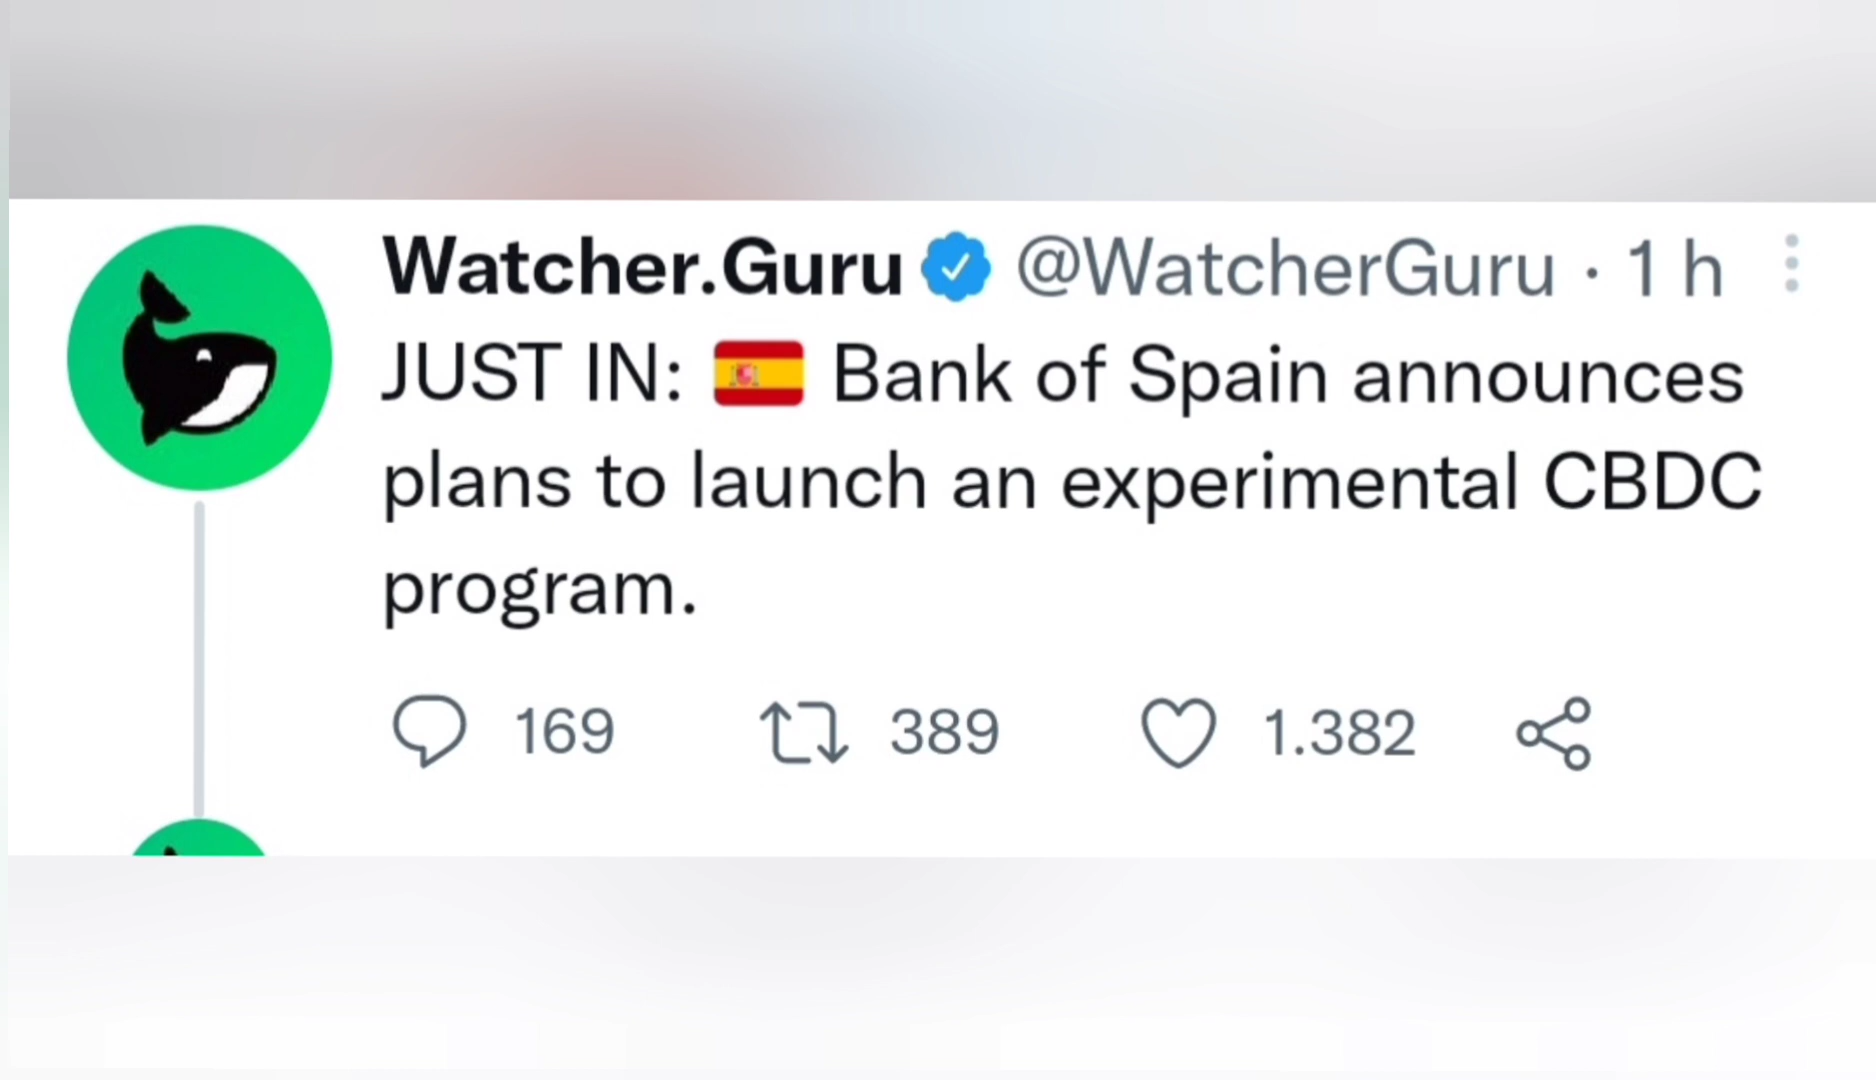 Watcher.Guru @WatcherGuru · 1 h
JUST IN: 🇪🇸 Bank of Spain announces
plans to launch an experimental CBDC
program.
169 389 1.382